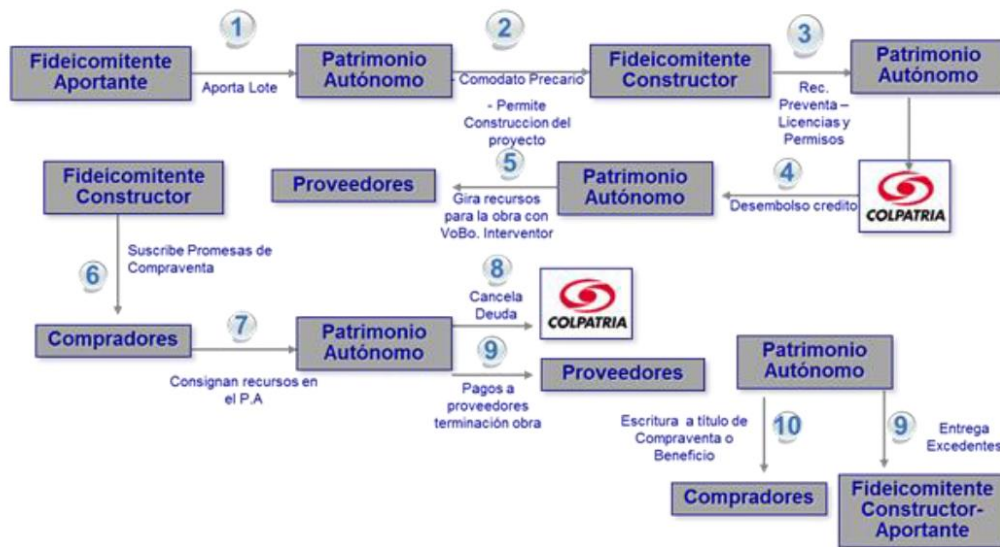 1
2
3
Fideicomitente
Aportante
Aporta Lote
Patrimonio
Autónomo
- Comodato Precario
- Permite
Construccion del
proyecto
Fideicomitente
Constructor
Rec.
Preventa –
Licencias y
Permisos
Patrimonio
Autónomo
Fideicomitente
Constructor
Proveedores
5
Gira recursos
para la obra con
VoBo. Interventor
Patrimonio
Autónomo
4
Desembolso credito
COLPATRIA
6
Suscribe Promesas de
Compraventa
Compradores
7
Consignan recursos en
el P.A
Patrimonio
Autónomo
8
Cancela
Deuda
COLPATRIA
9
Pagos a
proveedores
terminación obra
Proveedores
Patrimonio
Autónomo
Escritura a título de
Compraventa o
Beneficio
10
9
Entrega
Excedentes
Compradores
Fideicomitente
Constructor-
Aportante